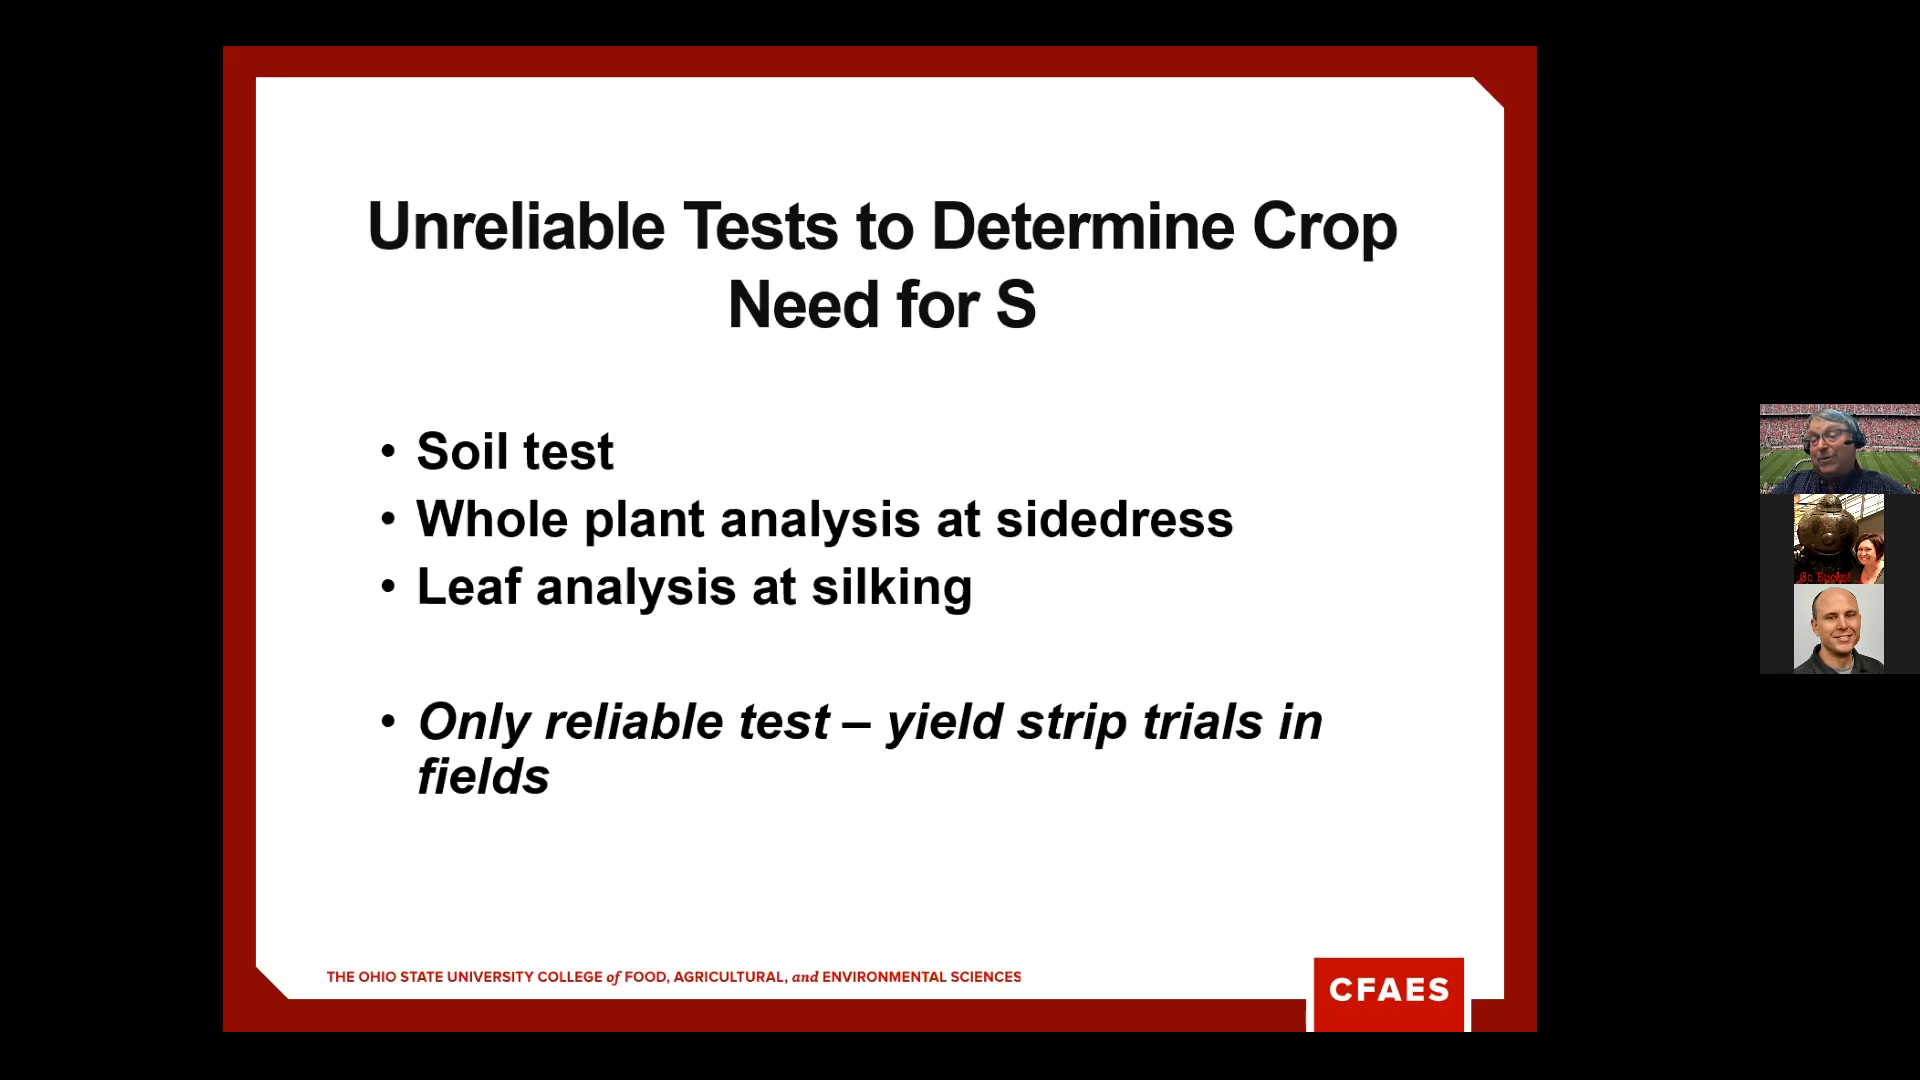 Unreliable Tests to Determine Crop
Need for S
• Soil test
• Whole plant analysis at sidedress
• Leaf analysis at silking
• Only reliable test – yield strip trials in
fields
THE OHIO STATE UNIVERSITY COLLEGE of FOOD, AGRICULTURAL, and ENVIRONMENTAL SCIENCES
CFAES
Go Bucks!